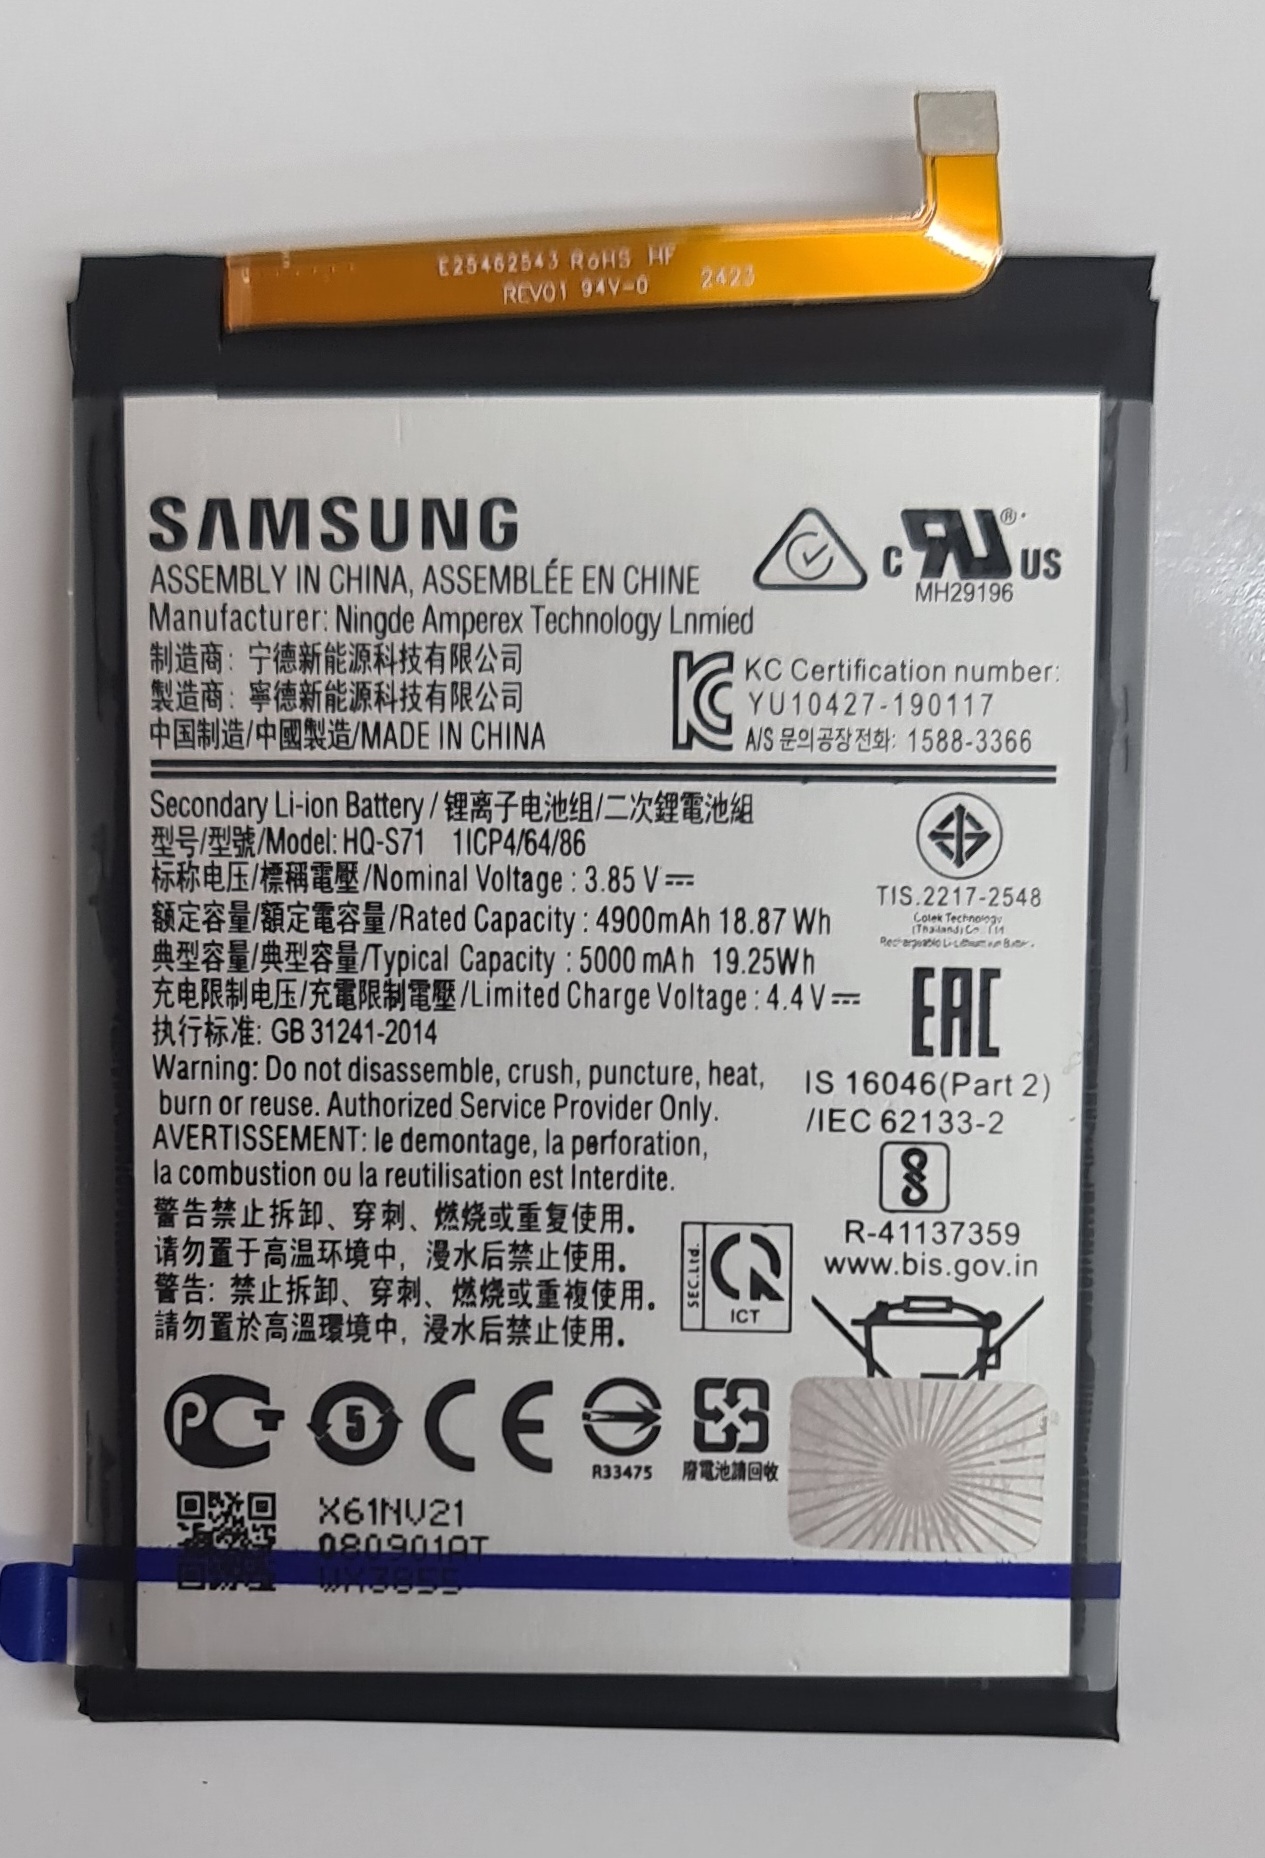 E25462543 RoHS HF
REV01 94V-0 2423
SAMSUNG
ASSEMBLY IN CHINA, ASSEMBLÉE EN CHINE
Manufacturer: Ningde Amperex Technology Lnmied
制造商: 宁德新能源科技有限公司
製造商: 寧德新能源科技有限公司
中国制造/中國製造/MADE IN CHINA
C RU ® US
MH29196
KC Certification number:
YU10427-190117
A/S 문의공장전화: 1588-3366
Secondary Li-ion Battery / 锂离子电池组/二次鋰電池組
型号/型號/Model: HQ-S71 1ICP4/64/86
标称电压/標稱電壓/Nominal Voltage : 3.85 V⎓
额定容量/額定電容量/Rated Capacity : 4900mAh 18.87 Wh
典型容量/典型容量/Typical Capacity : 5000 mAh 19.25Wh
充电限制电压/充電限制電壓/Limited Charge Voltage : 4.4 V⎓
执行标准: GB 31241-2014
Warning: Do not disassemble, crush, puncture, heat,
burn or reuse. Authorized Service Provider Only.
AVERTISSEMENT: le demontage, la perforation,
la combustion ou la reutilisation est Interdite.
警告禁止拆卸、穿刺、燃烧或重复使用。
请勿置于高温环境中, 浸水后禁止使用。
警告: 禁止拆卸、穿刺、燃燒或重複使用。
請勿置於高溫環境中, 浸水后禁止使用。
TIS.2217-2548
Colek Technology
(Thailand) Co.
EAC
IS 16046(Part 2)
/IEC 62133-2
R-41137359
www.bis.gov.in
SEC.Ltd.
ICT
PCT 5 CE
R33475
廢電池請回收
X61NV21
080901AT
WX3855